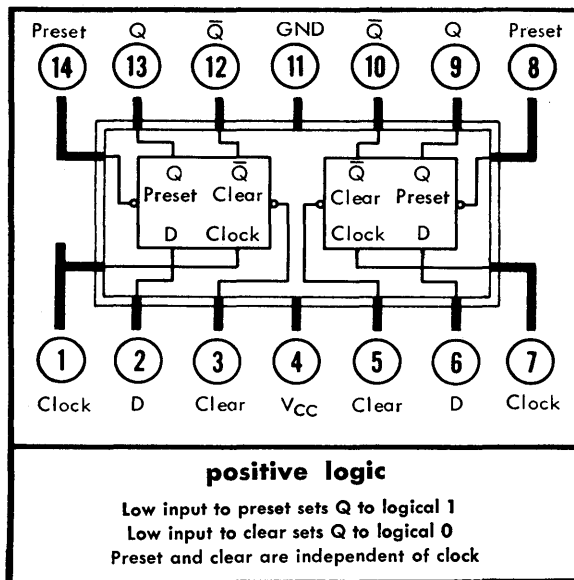 Preset Q Q̅ GND Q̅ Q Preset
14 13 12 11 10 9 8
Q Q̅ Q̅ Q
Preset Clear Clear Preset
D Clock Clock D
1 2 3 4 5 6 7
Clock D Clear VCC Clear D Clock
positive logic
Low input to preset sets Q to logical 1
Low input to clear sets Q to logical 0
Preset and clear are independent of clock